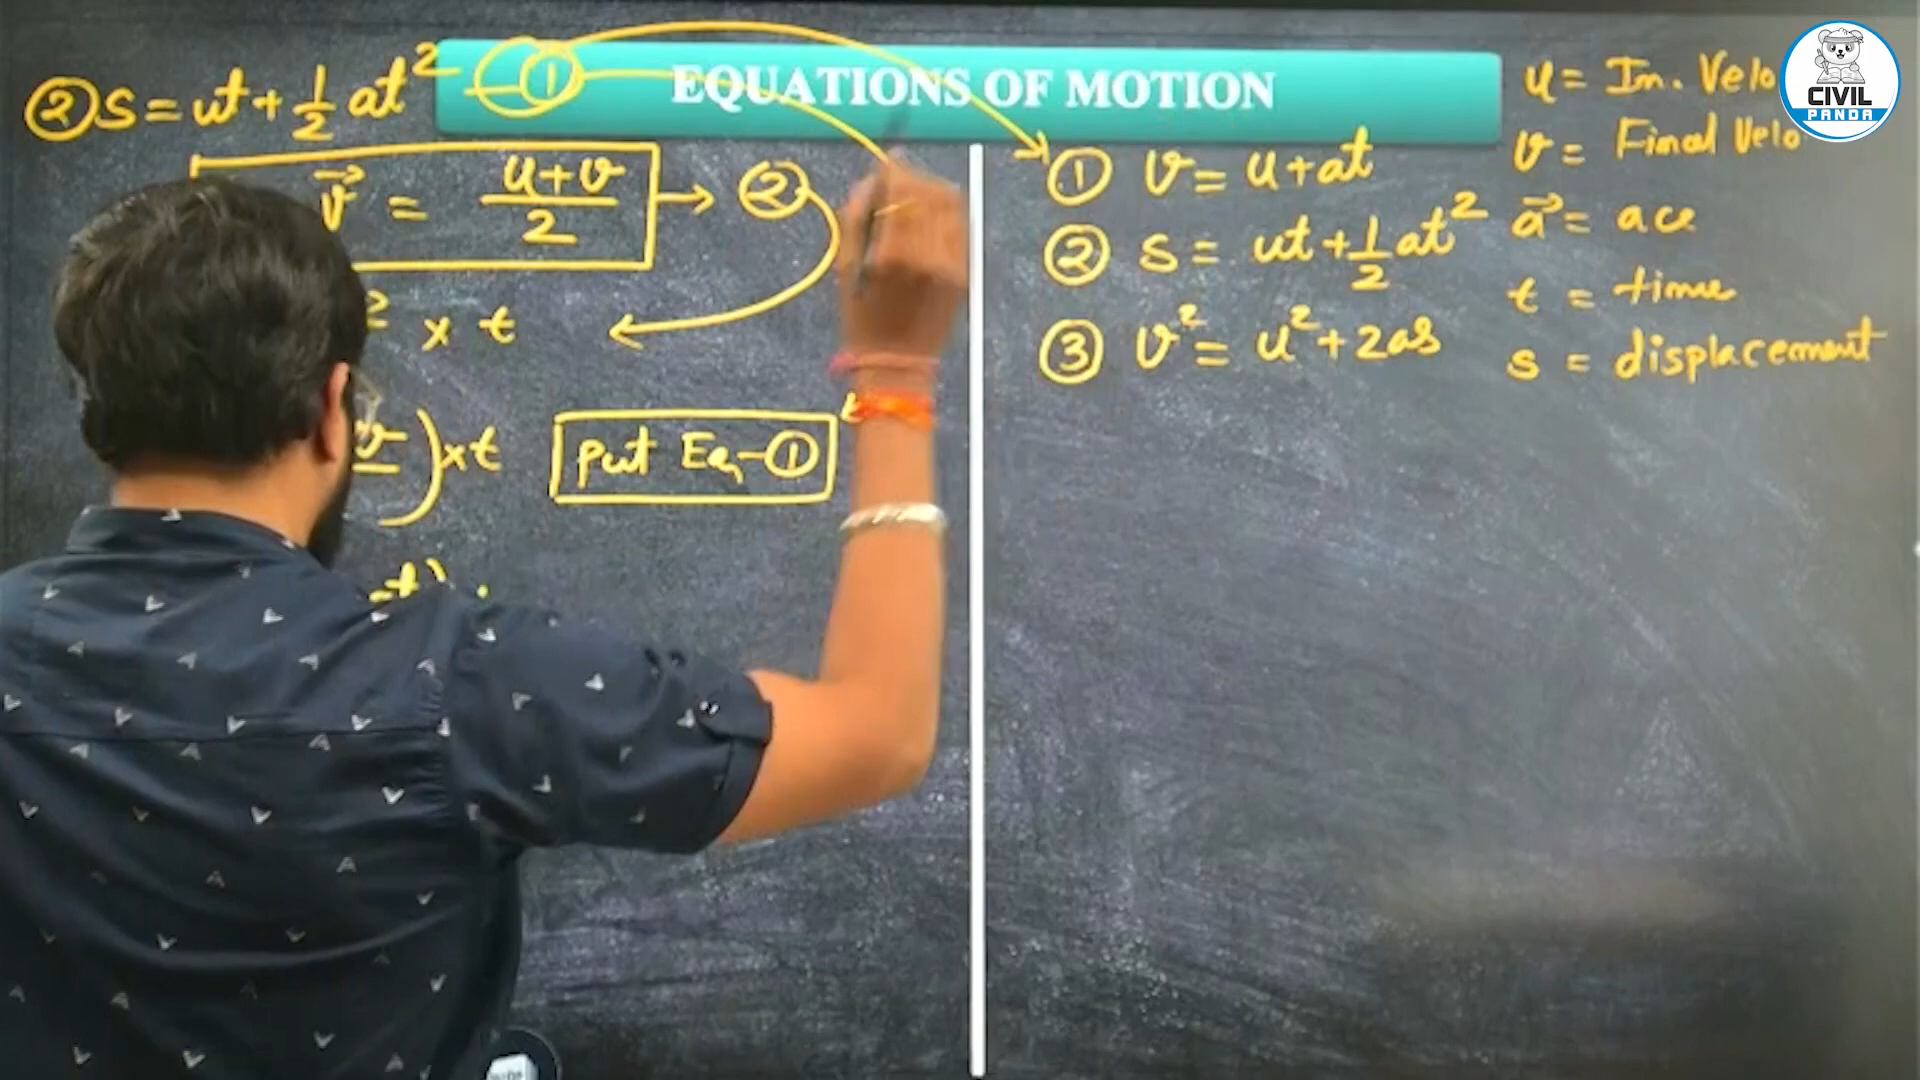 EQUATIONS OF MOTION
② S = ut + 1/2 at² ①
v⃗ = u+v/2 → ②
x t
v ) x t
Put Eq-①
t)
① v = u + at
② s = ut + 1/2 at²
③ v² = u² + 2as
u = In. Velo
v = Final Velo
a⃗ = acc
t = time
s = displacement
CIVIL
PANDA